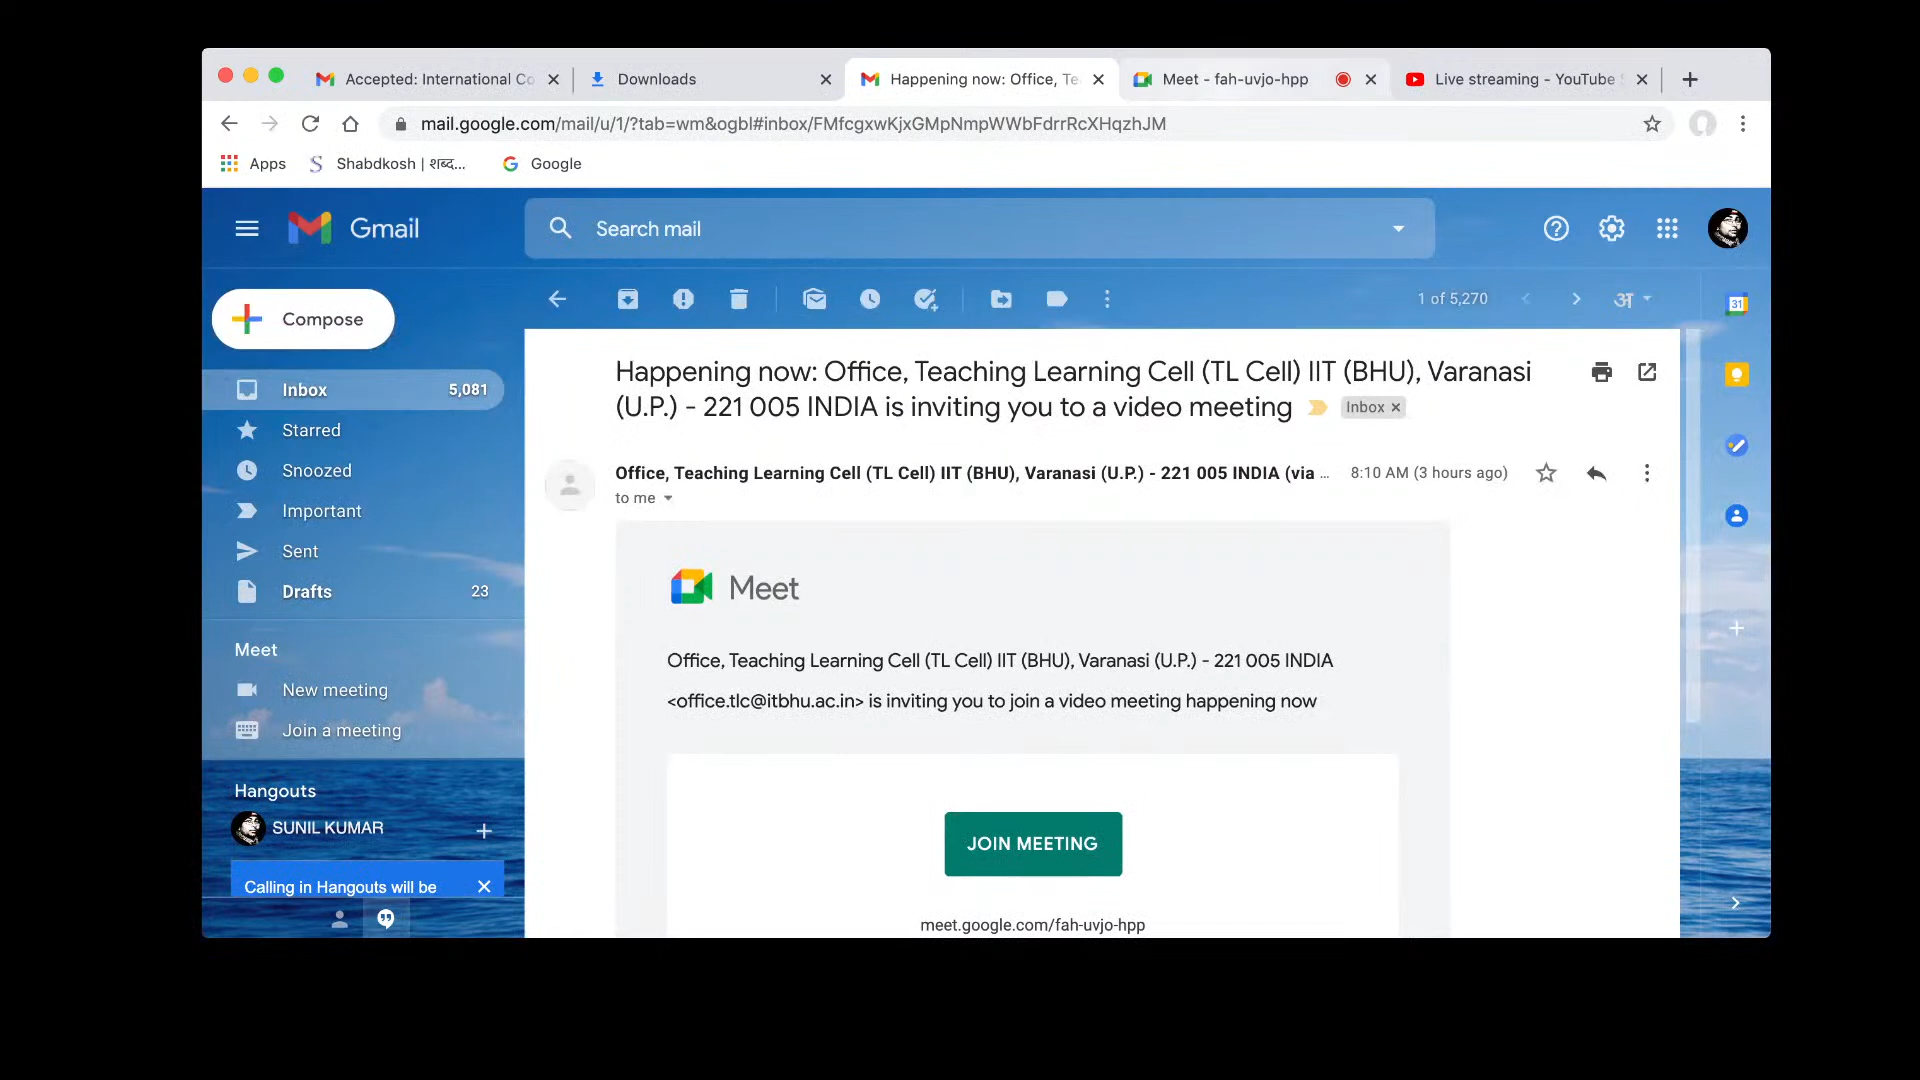 Accepted: International Co
Downloads
Happening now: Office, Te
Meet - fah-uvjo-hpp
Live streaming - YouTube
mail.google.com/mail/u/1/?tab=wm&ogbl#inbox/FMfcgxwKjxGMpNmpWWbFdrrRcXHqzhJM
Apps
Shabdkosh | शब्द...
Google
Gmail
Search mail
Compose
1 of 5,270
अ
31
Inbox 5,081
Starred
Snoozed
Important
Sent
Drafts 23
Meet
New meeting
Join a meeting
Hangouts
SUNIL KUMAR
Calling in Hangouts will be
Happening now: Office, Teaching Learning Cell (TL Cell) IIT (BHU), Varanasi
(U.P.) - 221 005 INDIA is inviting you to a video meeting
Inbox
Office, Teaching Learning Cell (TL Cell) IIT (BHU), Varanasi (U.P.) - 221 005 INDIA (via ...
8:10 AM (3 hours ago)
to me
Meet
Office, Teaching Learning Cell (TL Cell) IIT (BHU), Varanasi (U.P.) - 221 005 INDIA
<office.tlc@itbhu.ac.in> is inviting you to join a video meeting happening now
JOIN MEETING
meet.google.com/fah-uvjo-hpp